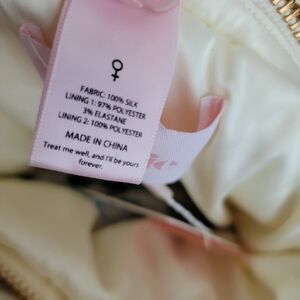 FABRIC: 100% SILK
LINING 1: 97% POLYESTER
3% ELASTANE
LINING 2: 100% POLYESTER
MADE IN CHINA
Treat me well, and I'll be yours
forever.